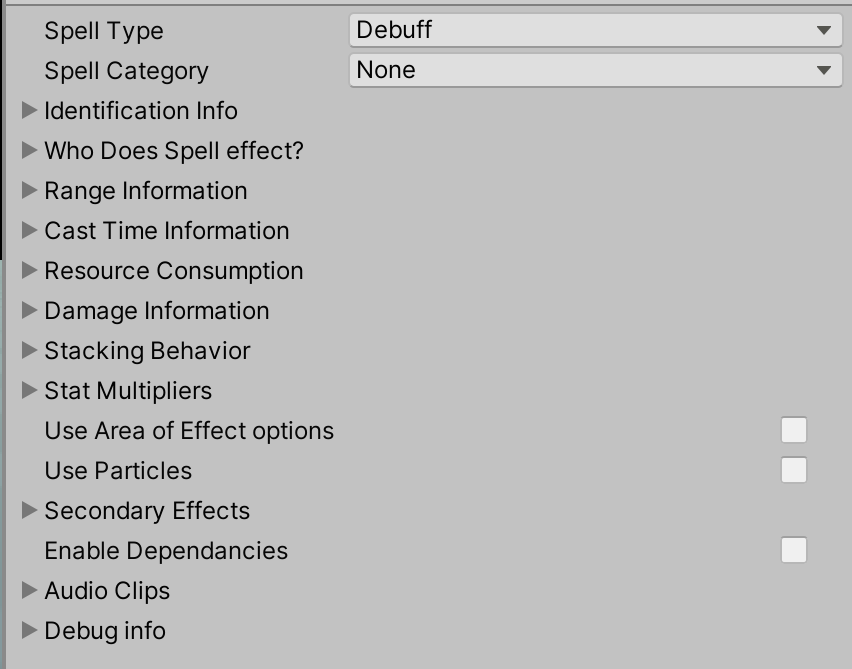 Spell Type Debuff
Spell Category None
Identification Info
Who Does Spell effect?
Range Information
Cast Time Information
Resource Consumption
Damage Information
Stacking Behavior
Stat Multipliers
Use Area of Effect options
Use Particles
Secondary Effects
Enable Dependancies
Audio Clips
Debug info